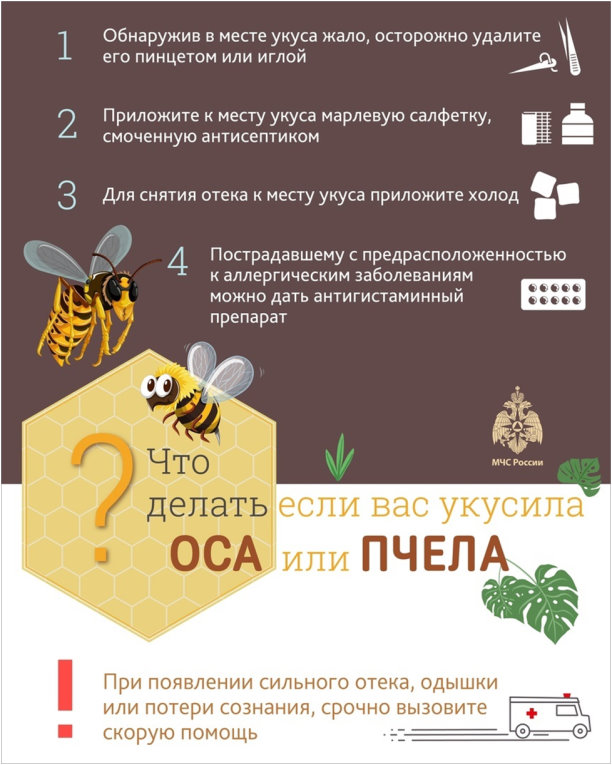 1
Обнаружив в месте укуса жало, осторожно удалите
его пинцетом или иглой
2
Приложите к месту укуса марлевую салфетку,
смоченную антисептиком
3
Для снятия отека к месту укуса приложите холод
4
Пострадавшему с предрасположенностью
к аллергическим заболеваниям
можно дать антигистаминный
препарат
МЧС России
? Что
делать если вас укусила
ОСА или ПЧЕЛА
! При появлении сильного отека, одышки
или потери сознания, срочно вызовите
скорую помощь